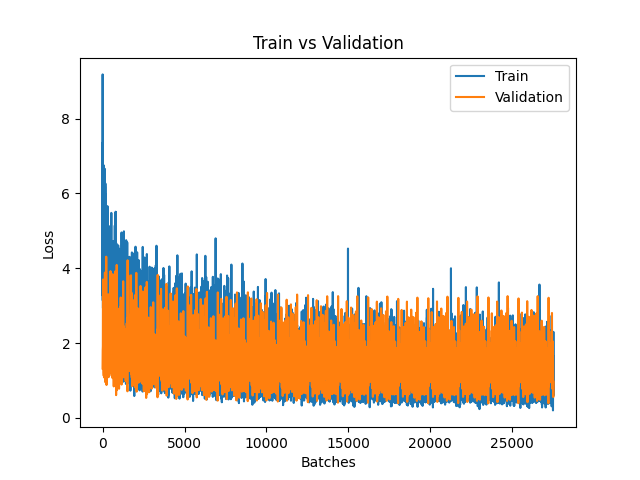 Train vs Validation
Train
Validation
Loss
8
6
4
2
0
0 5000 10000 15000 20000 25000
Batches